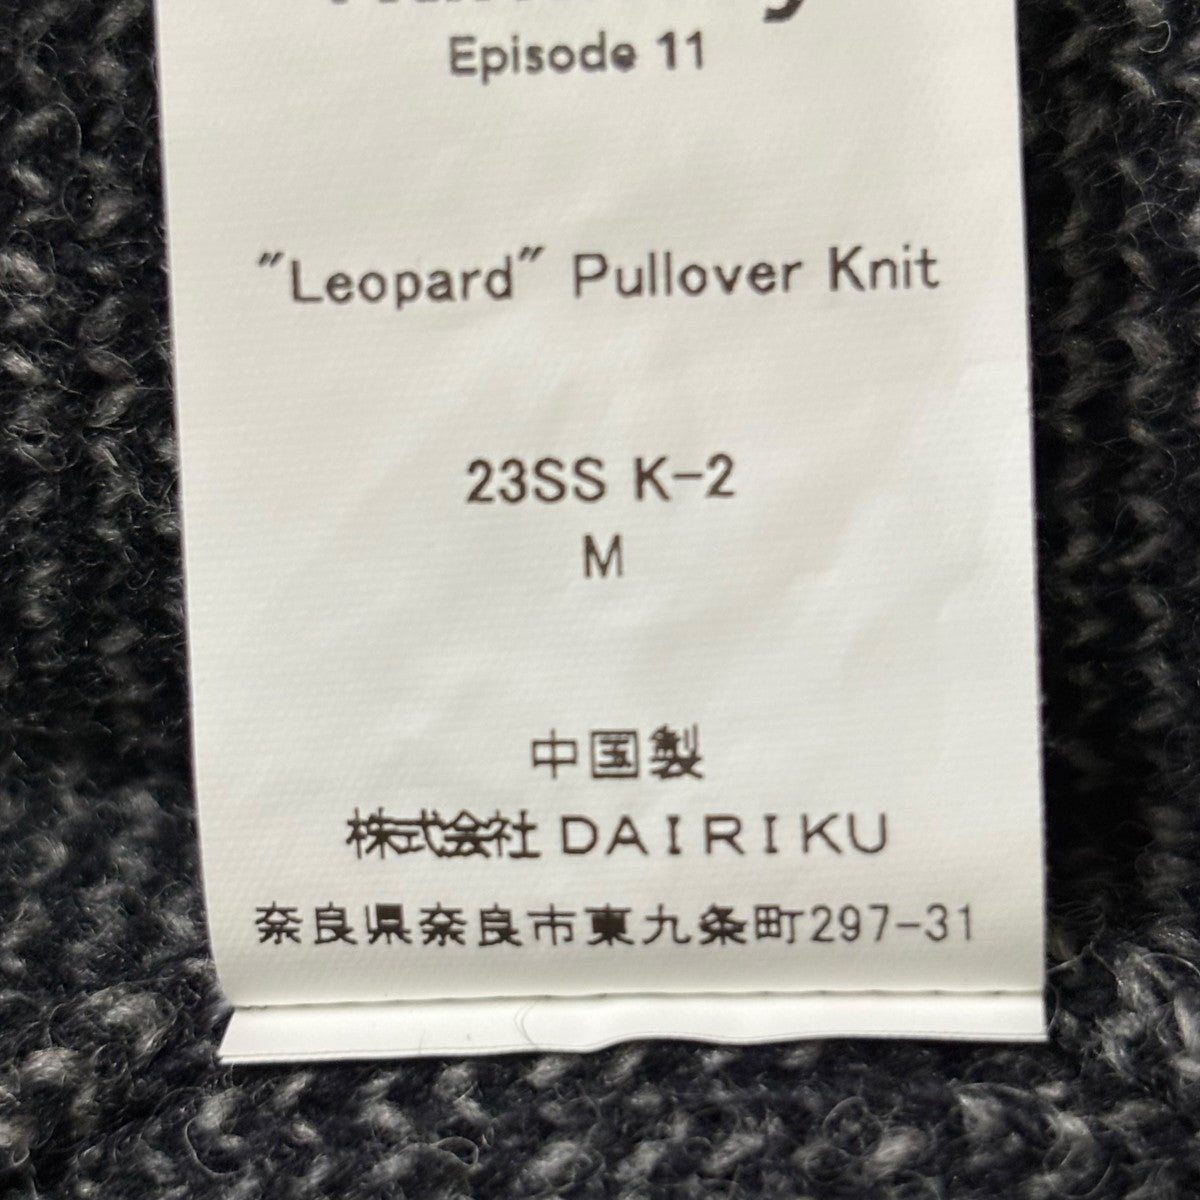 Episode 11
"Leopard" Pullover Knit
23SS K-2
M
中国製
株式会社 DAIRIKU
奈良県奈良市東九条町297-31